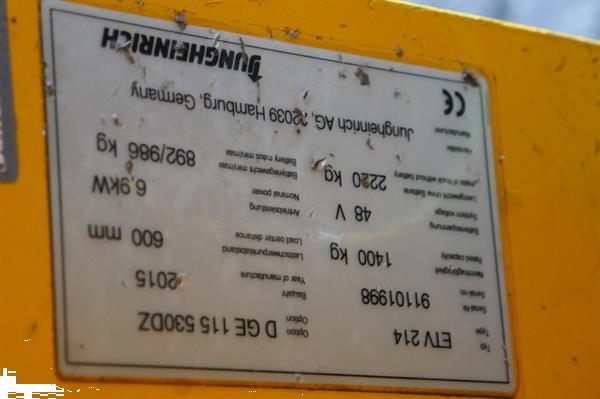 Typ Type ETV 214 Option Option D GE 115 530DZ
Serial-Nr. Serial-no. 91101998 Baujahr Year of manufacture 2015
Nenntragfähigkeit Rated capacity 1400 kg Lastschwerpunktabstand Load center distance 600 mm
Batteriespannung System voltage 48 V Antriebsleistung Nominal power 6,9kW
Leergewicht ohne Batterie mass of truck without battery 2220 kg Batteriegewicht min/max Battery mass min/max 892/986 kg
Hersteller Manufacturer Jungheinrich AG, 22039 Hamburg, Germany
CE JUNGHEINRICH